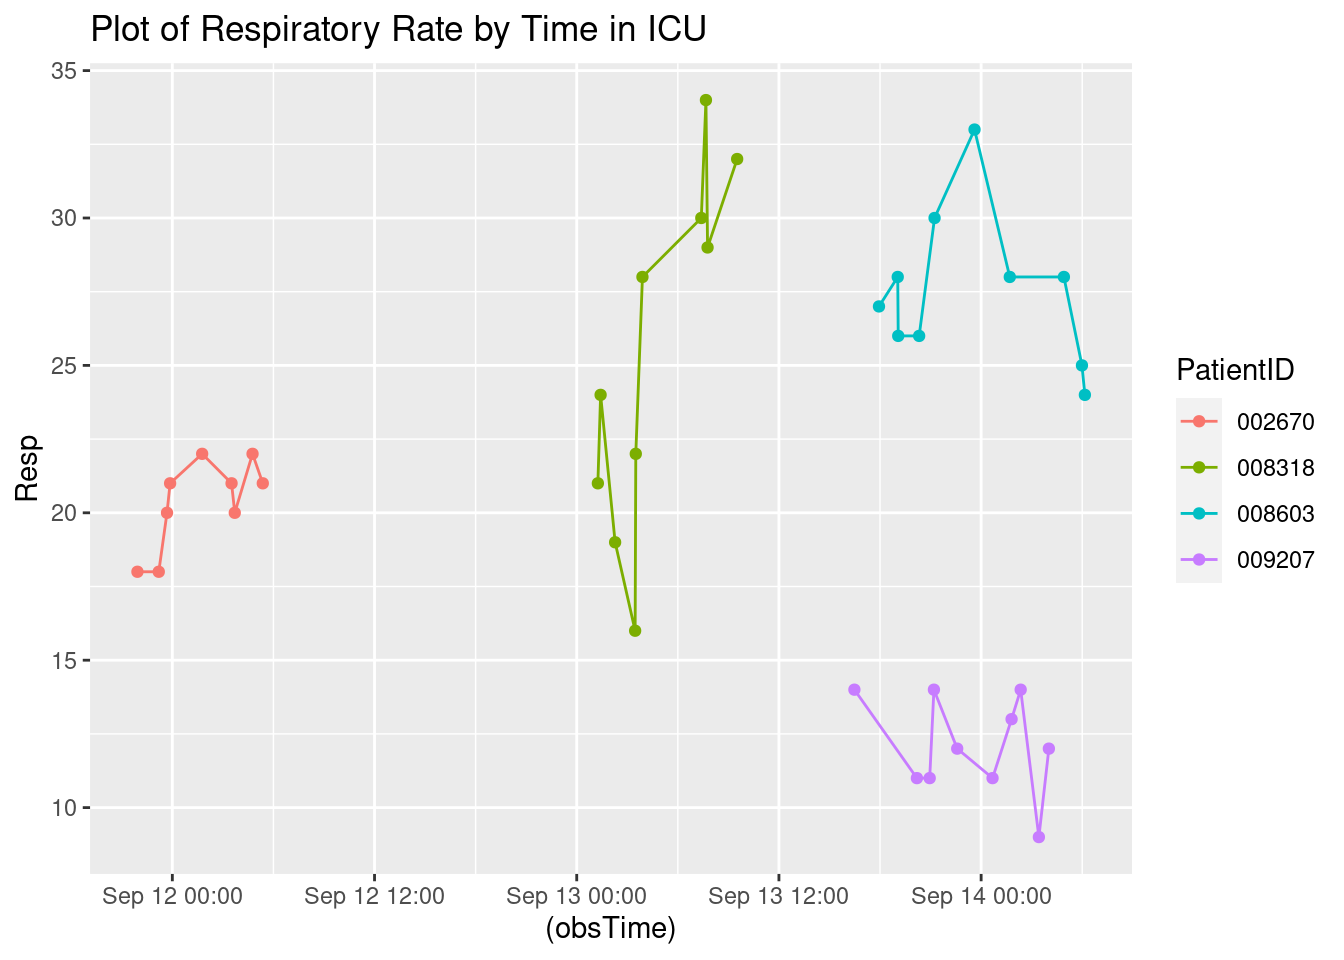 Plot of Respiratory Rate by Time in ICU
35
30
25
20
15
10
Resp
Sep 12 00:00
Sep 12 12:00
Sep 13 00:00
Sep 13 12:00
Sep 14 00:00
(obsTime)
PatientID
002670
008318
008603
009207